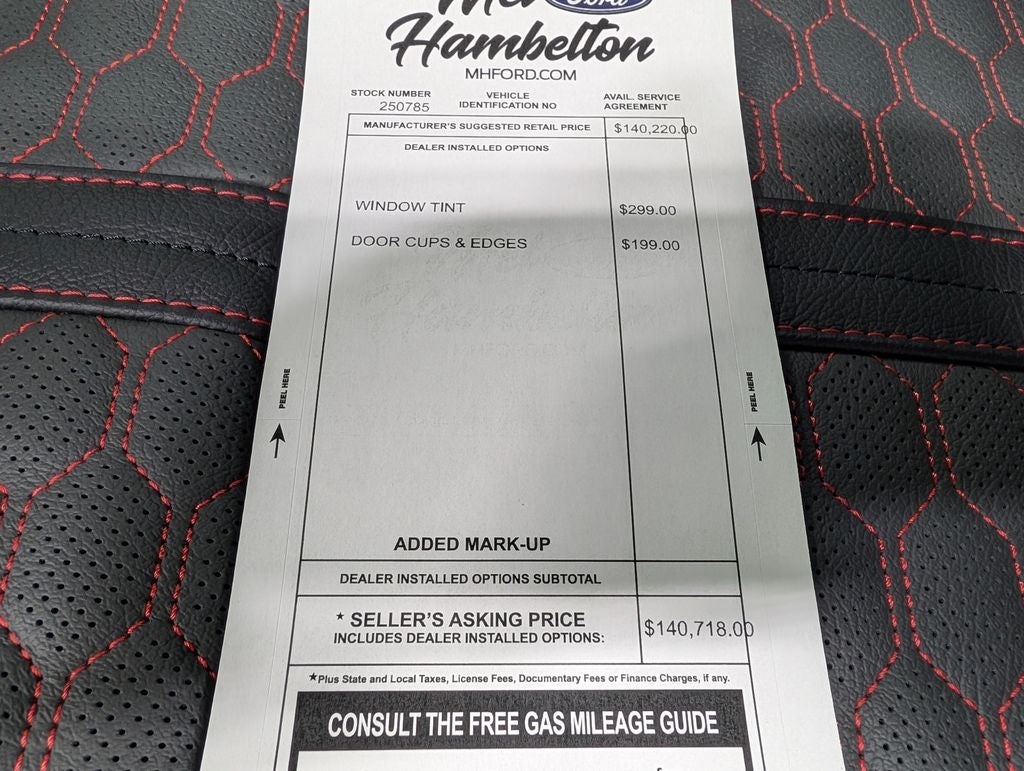 Mel
Ford
Hambelton
MHFORD.COM
STOCK NUMBER
250785
VEHICLE
IDENTIFICATION NO
AVAIL. SERVICE
AGREEMENT
MANUFACTURER'S SUGGESTED RETAIL PRICE $140,220.00
DEALER INSTALLED OPTIONS
WINDOW TINT $299.00
DOOR CUPS & EDGES $199.00
PEEL HERE
PEEL HERE
ADDED MARK-UP
DEALER INSTALLED OPTIONS SUBTOTAL
* SELLER'S ASKING PRICE
INCLUDES DEALER INSTALLED OPTIONS:
$140,718.00
*Plus State and Local Taxes, License Fees, Documentary Fees or Finance Charges, if any.
CONSULT THE FREE GAS MILEAGE GUIDE